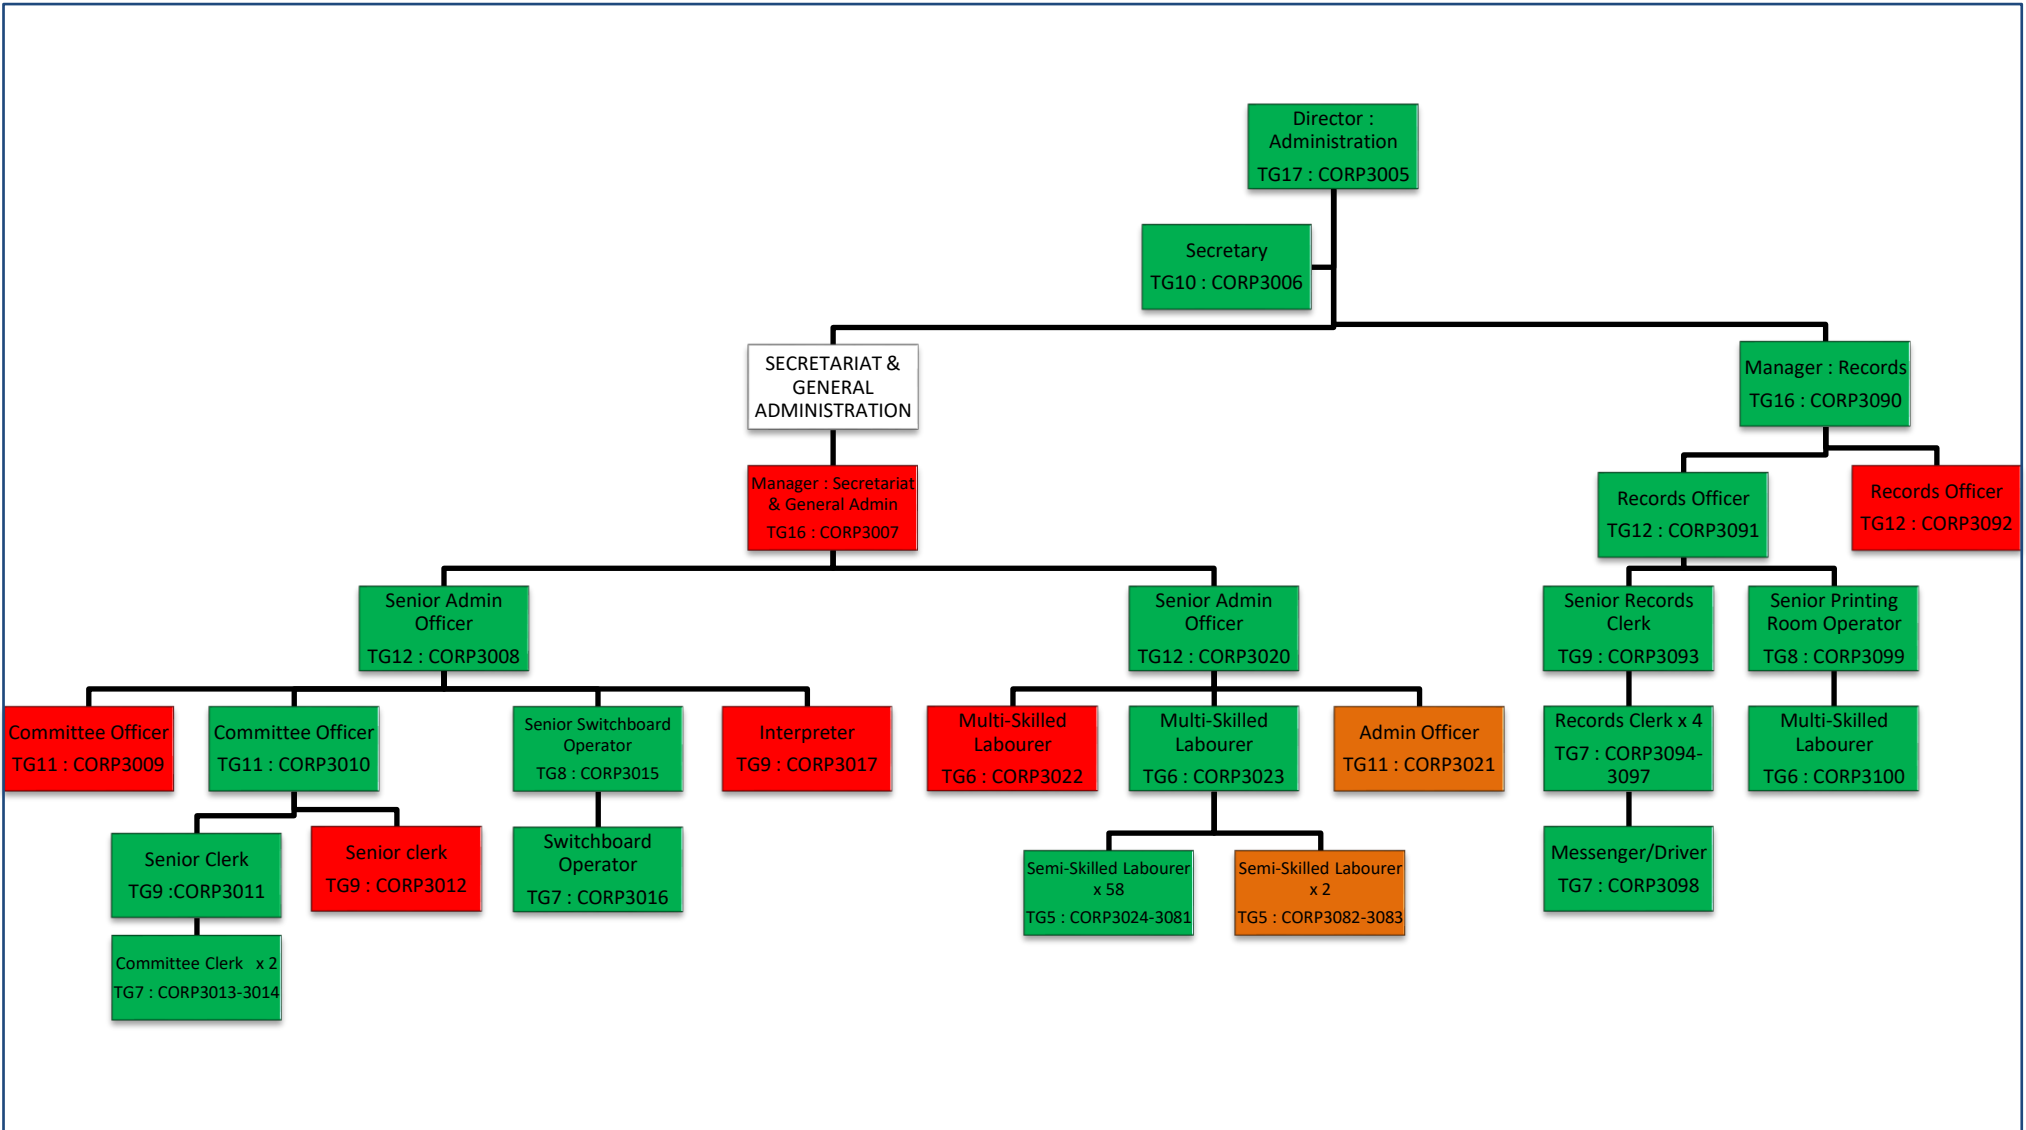 Director :
Administration
TG17 : CORP3005
Secretary
TG10 : CORP3006
SECRETARIAT &
GENERAL
ADMINISTRATION
Manager : Records
TG16 : CORP3090
Manager : Secretariat
& General Admin
TG16 : CORP3007
Records Officer
TG12 : CORP3091
Records Officer
TG12 : CORP3092
Senior Admin
Officer
TG12 : CORP3008
Senior Admin
Officer
TG12 : CORP3020
Senior Records
Clerk
TG9 : CORP3093
Senior Printing
Room Operator
TG8 : CORP3099
Committee Officer
TG11 : CORP3009
Committee Officer
TG11 : CORP3010
Senior Switchboard
Operator
TG8 : CORP3015
Interpreter
TG9 : CORP3017
Multi-Skilled
Labourer
TG6 : CORP3022
Multi-Skilled
Labourer
TG6 : CORP3023
Admin Officer
TG11 : CORP3021
Records Clerk x 4
TG7 : CORP3094-
3097
Multi-Skilled
Labourer
TG6 : CORP3100
Senior Clerk
TG9 :CORP3011
Senior clerk
TG9 : CORP3012
Switchboard
Operator
TG7 : CORP3016
Semi-Skilled Labourer
x 58
TG5 : CORP3024-3081
Semi-Skilled Labourer
x 2
TG5 : CORP3082-3083
Messenger/Driver
TG7 : CORP3098
Committee Clerk x 2
TG7 : CORP3013-3014